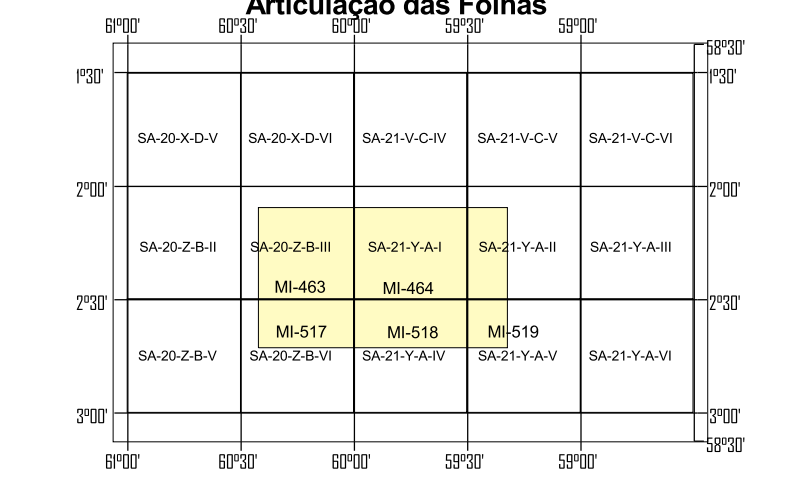 Articulação das Folhas
61º00' 60º30' 60º00' 59º30' 59º00'
58º30'
1º30' 1º30'
SA-20-X-D-V SA-20-X-D-VI SA-21-V-C-IV SA-21-V-C-V SA-21-V-C-VI
2º00' 2º00'
SA-20-Z-B-II SA-20-Z-B-III SA-21-Y-A-I SA-21-Y-A-II SA-21-Y-A-III
MI-463 MI-464
2º30' 2º30'
MI-517 MI-518 MI-519
SA-20-Z-B-V SA-20-Z-B-VI SA-21-Y-A-IV SA-21-Y-A-V SA-21-Y-A-VI
3º00' 3º00'
58º30'
61º00' 60º30' 60º00' 59º30' 59º00'